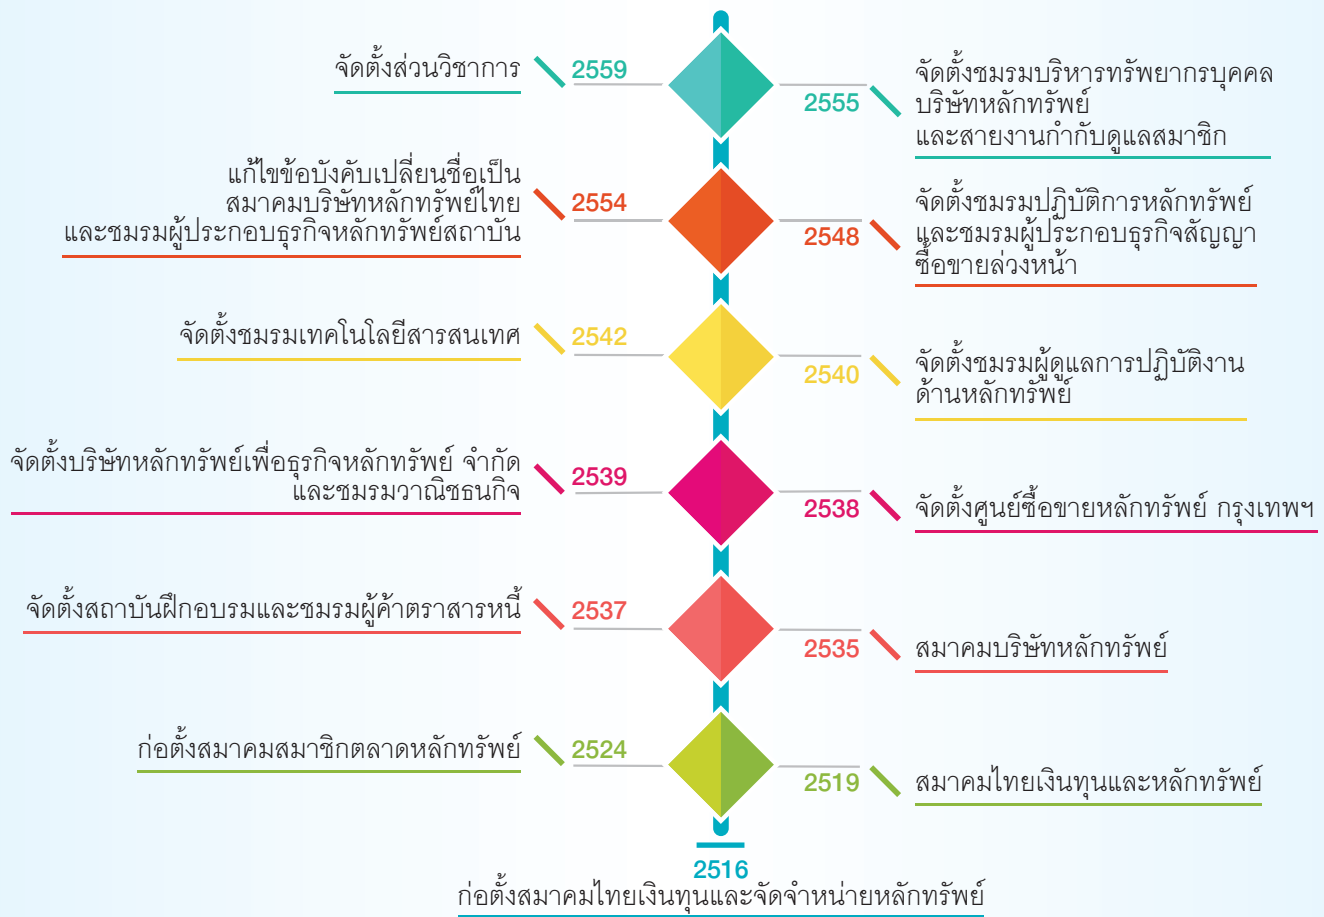 จัดตั้งส่วนวิชาการ
2559
2555
จัดตั้งชมรมบริหารทรัพยากรบุคคล
บริษัทหลักทรัพย์
และสายงานกำกับดูแลสมาชิก
แก้ไขข้อบังคับเปลี่ยนชื่อเป็น
สมาคมบริษัทหลักทรัพย์ไทย
และชมรมผู้ประกอบธุรกิจหลักทรัพย์สถาบัน
2554
2548
จัดตั้งชมรมปฏิบัติการหลักทรัพย์
และชมรมผู้ประกอบธุรกิจสัญญา
ซื้อขายล่วงหน้า
จัดตั้งชมรมเทคโนโลยีสารสนเทศ
2542
2540
จัดตั้งชมรมผู้ดูแลการปฏิบัติงาน
ด้านหลักทรัพย์
จัดตั้งบริษัทหลักทรัพย์เพื่อธุรกิจหลักทรัพย์ จำกัด
และชมรมวาณิชธนกิจ
2539
2538
จัดตั้งศูนย์ซื้อขายหลักทรัพย์ กรุงเทพฯ
จัดตั้งสถาบันฝึกอบรมและชมรมผู้ค้าตราสารหนี้
2537
2535
สมาคมบริษัทหลักทรัพย์
ก่อตั้งสมาคมสมาชิกตลาดหลักทรัพย์
2524
2519
สมาคมไทยเงินทุนและหลักทรัพย์
2516
ก่อตั้งสมาคมไทยเงินทุนและจัดจำหน่ายหลักทรัพย์